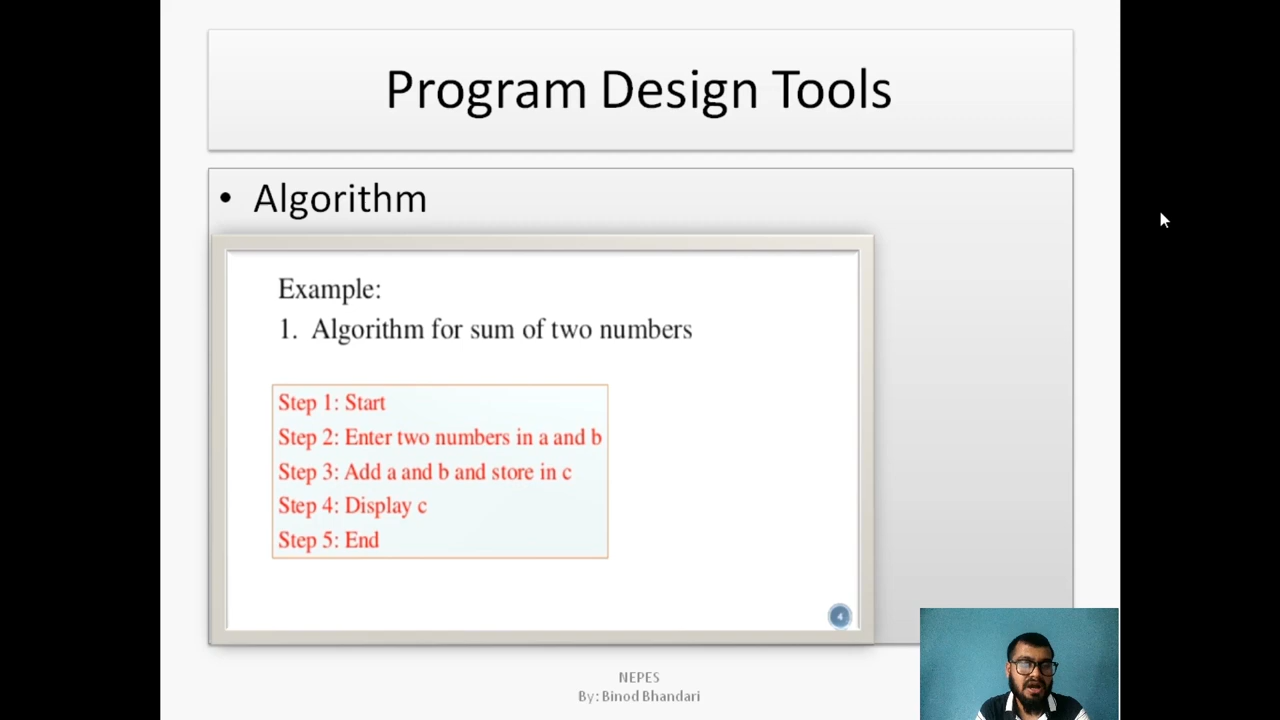 Program Design Tools
• Algorithm
Example:
1. Algorithm for sum of two numbers
Step 1: Start
Step 2: Enter two numbers in a and b
Step 3: Add a and b and store in c
Step 4: Display c
Step 5: End
4
NEPES
By: Binod Bhandari